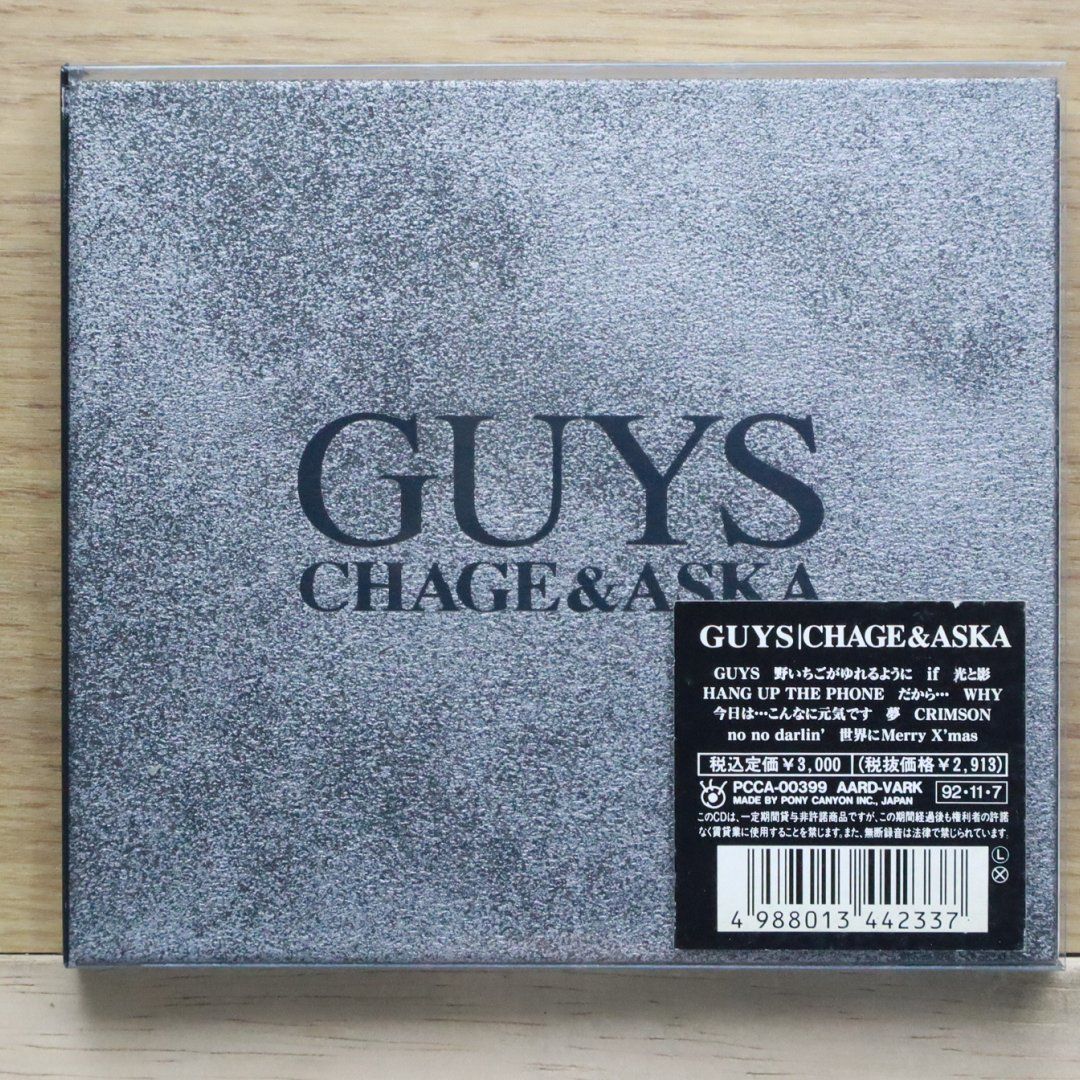 GUYS
CHAGE&ASKA
GUYS|CHAGE&ASKA
GUYS 野いちごがゆれるように if 光と影
HANG UP THE PHONE だから… WHY
今日は…こんなに元気です 夢 CRIMSON
no no darlin' 世界にMerry X'mas
税込定価￥3,000 (税抜価格￥2,913)
PCCA-00399 AARD-VARK
MADE BY PONY CANYON INC., JAPAN
92・11・7
このCDは、一定期間貸与非許諾商品ですが、この期間経過後も権利者の許諾
なく賃貸業に使用することを禁じます。また、無断録音は法律で禁じられています。
Ⓛ
Ⓧ
4 988013 442337